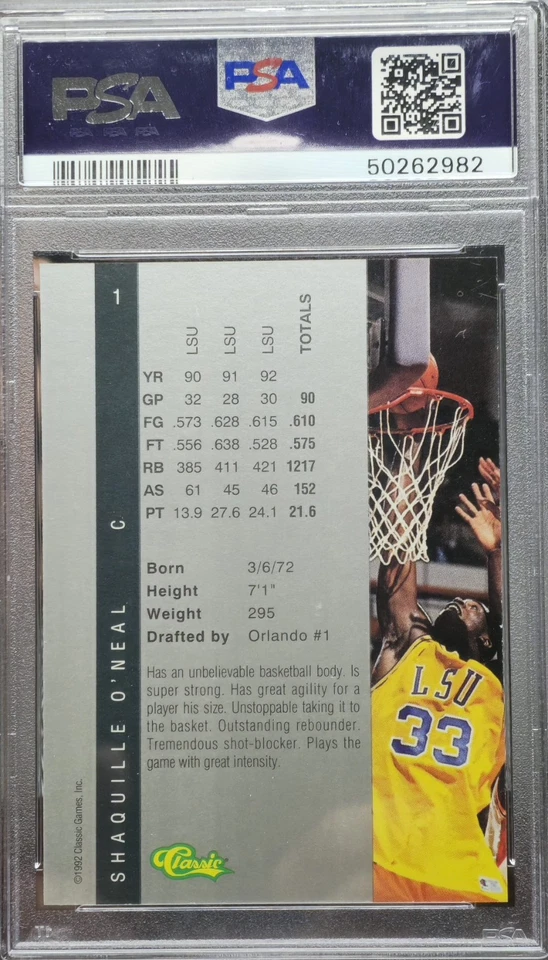 PSA
PSA PSA PSA
PSA
50262982
1
SHAQUILLE O'NEAL C
©1992 Classic Games, Inc.
LSU LSU LSU TOTALS
YR 90 91 92
GP 32 28 30 90
FG .573 .628 .615 .610
FT .556 .638 .528 .575
RB 385 411 421 1217
AS 61 45 46 152
PT 13.9 27.6 24.1 21.6
Born 3/6/72
Height 7'1"
Weight 295
Drafted by Orlando #1
Has an unbelievable basketball body. Is
super strong. Has great agility for a
player his size. Unstoppable taking it to
the basket. Outstanding rebounder.
Tremendous shot-blocker. Plays the
game with great intensity.
Classic
LSU
33
PSA